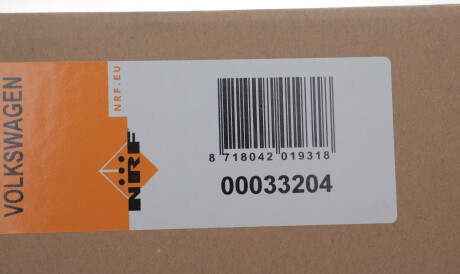 VOLKSWAGEN
NRF.EU
NRF
8 718042 019318
00033204